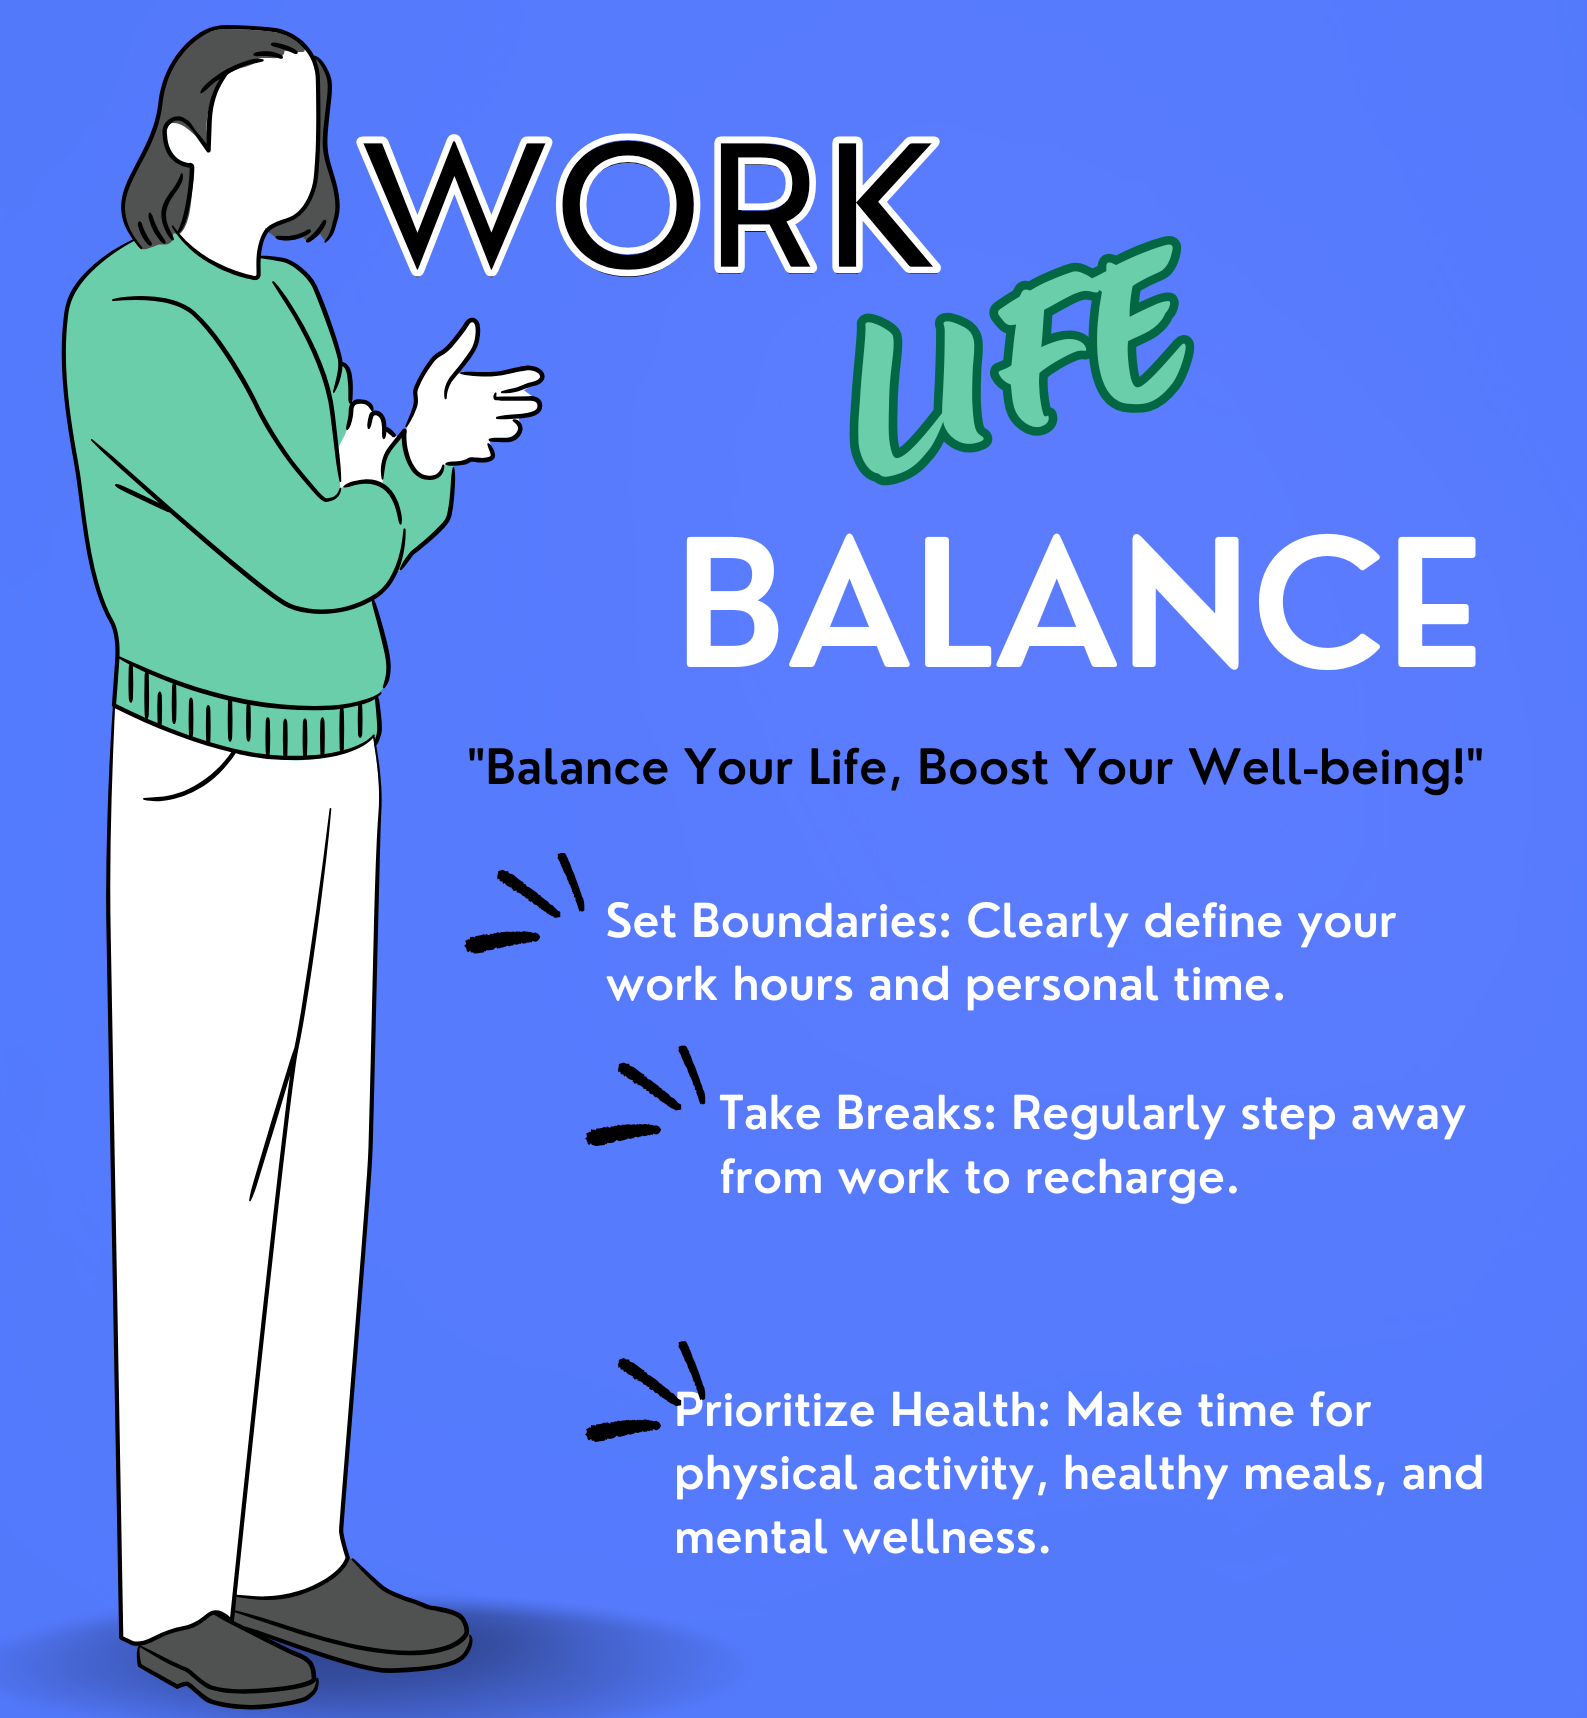 WORK
LIFE
BALANCE
"Balance Your Life, Boost Your Well-being!"
Set Boundaries: Clearly define your
work hours and personal time.
Take Breaks: Regularly step away
from work to recharge.
Prioritize Health: Make time for
physical activity, healthy meals, and
mental wellness.